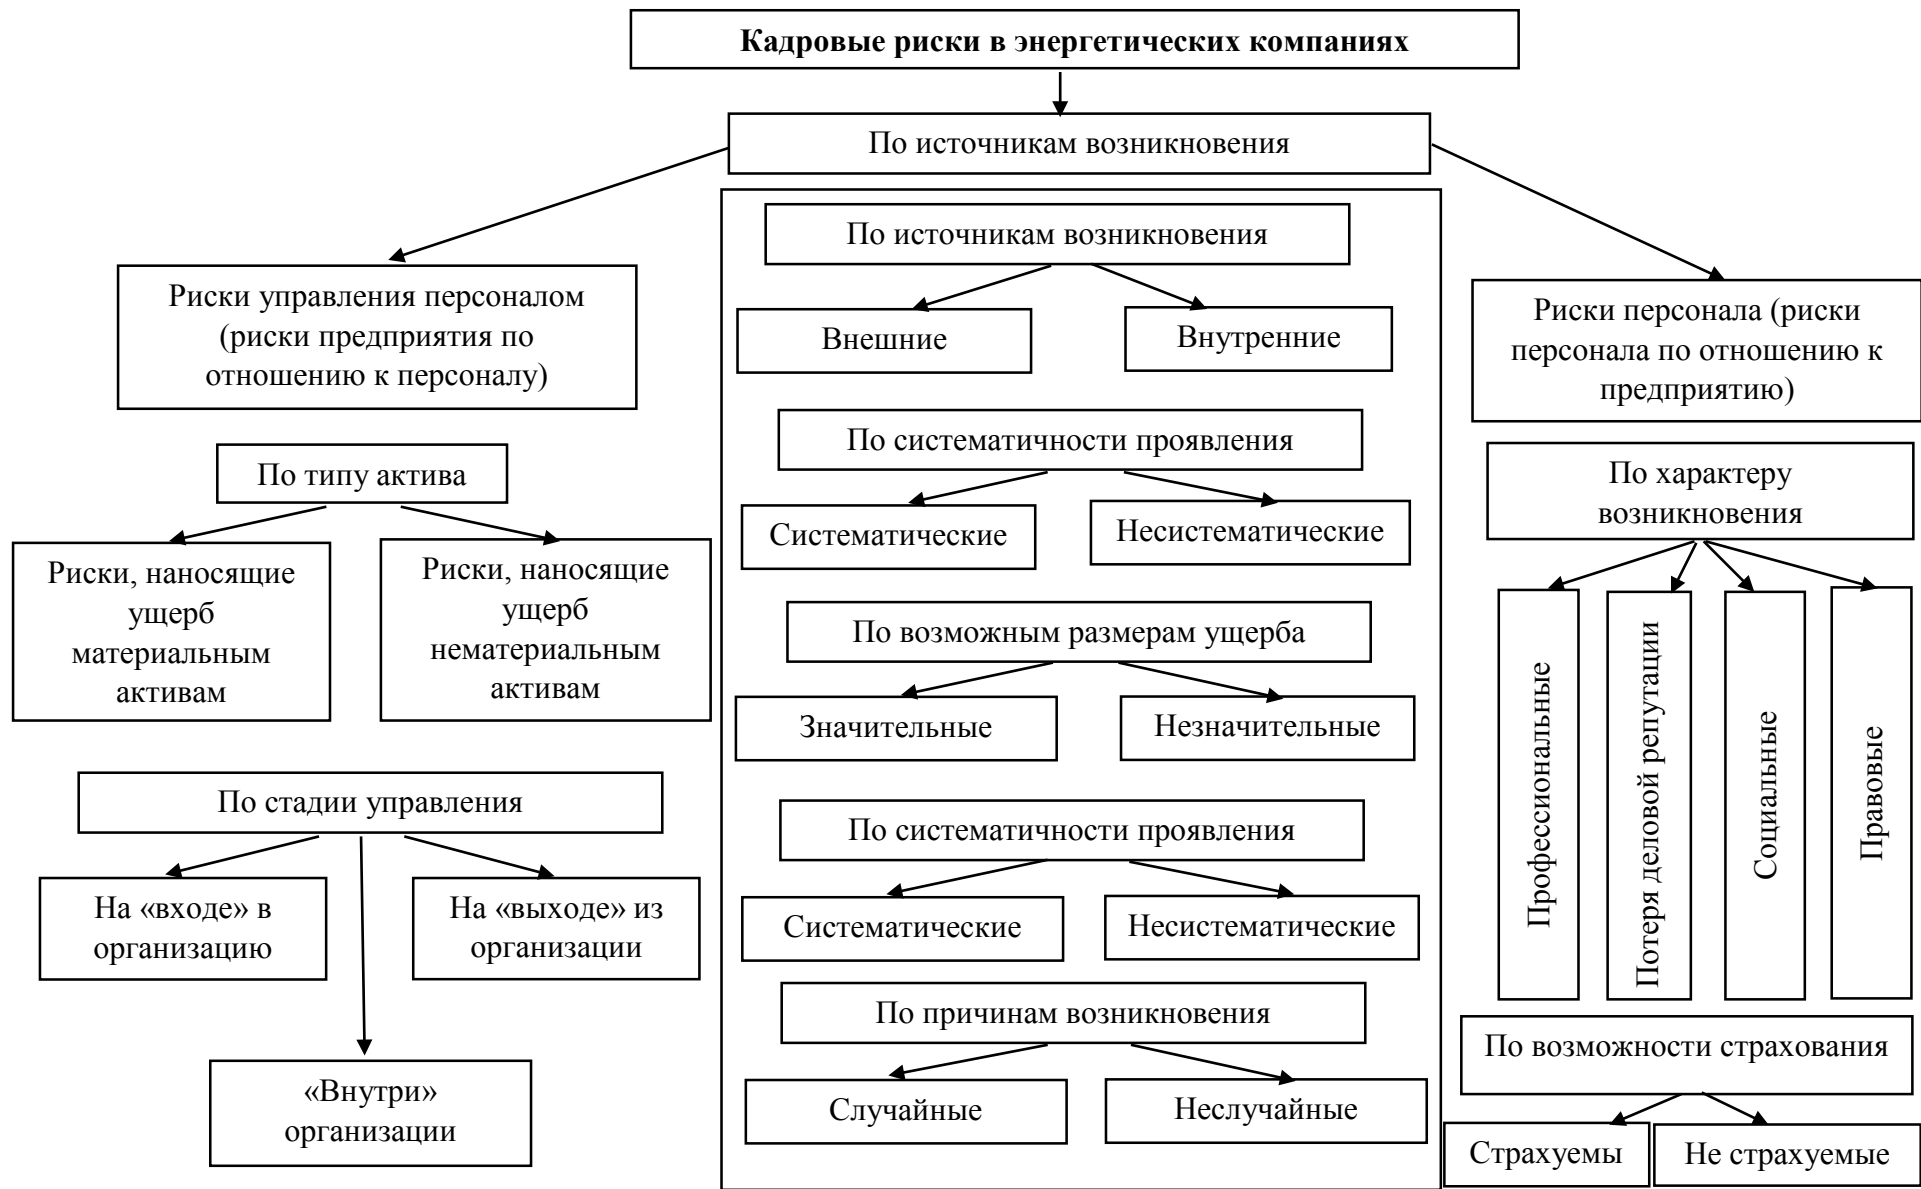 Кадровые риски в энергетических компаниях
По источникам возникновения
Риски управления персоналом
(риски предприятия по
отношению к персоналу)
По типу актива
Риски, наносящие
ущерб
материальным
активам
Риски, наносящие
ущерб
нематериальным
активам
По стадии управления
На «входе» в
организацию
На «выходе» из
организации
«Внутри»
организации
По источникам возникновения
Внешние
Внутренние
По систематичности проявления
Систематические
Несистематические
По возможным размерам ущерба
Значительные
Незначительные
По систематичности проявления
Систематические
Несистематические
По причинам возникновения
Случайные
Неслучайные
Риски персонала (риски
персонала по отношению к
предприятию)
По характеру
возникновения
Профессиональные
Потеря деловой репутации
Социальные
Правовые
По возможности страхования
Страхуемы
Не страхуемые